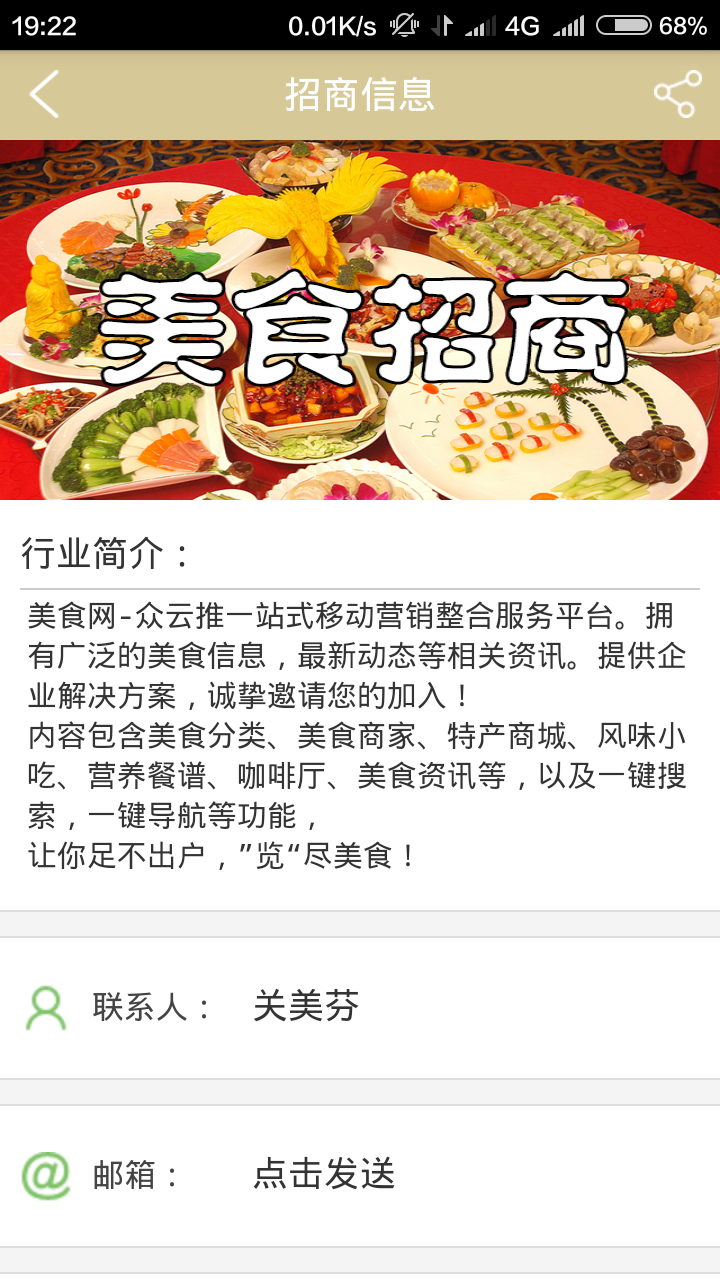 19:22 0.01K/s 4G 68%
招商信息
美食招商
行业简介：
美食网-众云推一站式移动营销整合服务平台。拥
有广泛的美食信息，最新动态等相关资讯。提供企
业解决方案，诚挚邀请您的加入！
内容包含美食分类、美食商家、特产商城、风味小
吃、营养餐谱、咖啡厅、美食资讯等，以及一键搜
索，一键导航等功能，
让你足不出户，”览“尽美食！
联系人： 关美芬
邮箱： 点击发送